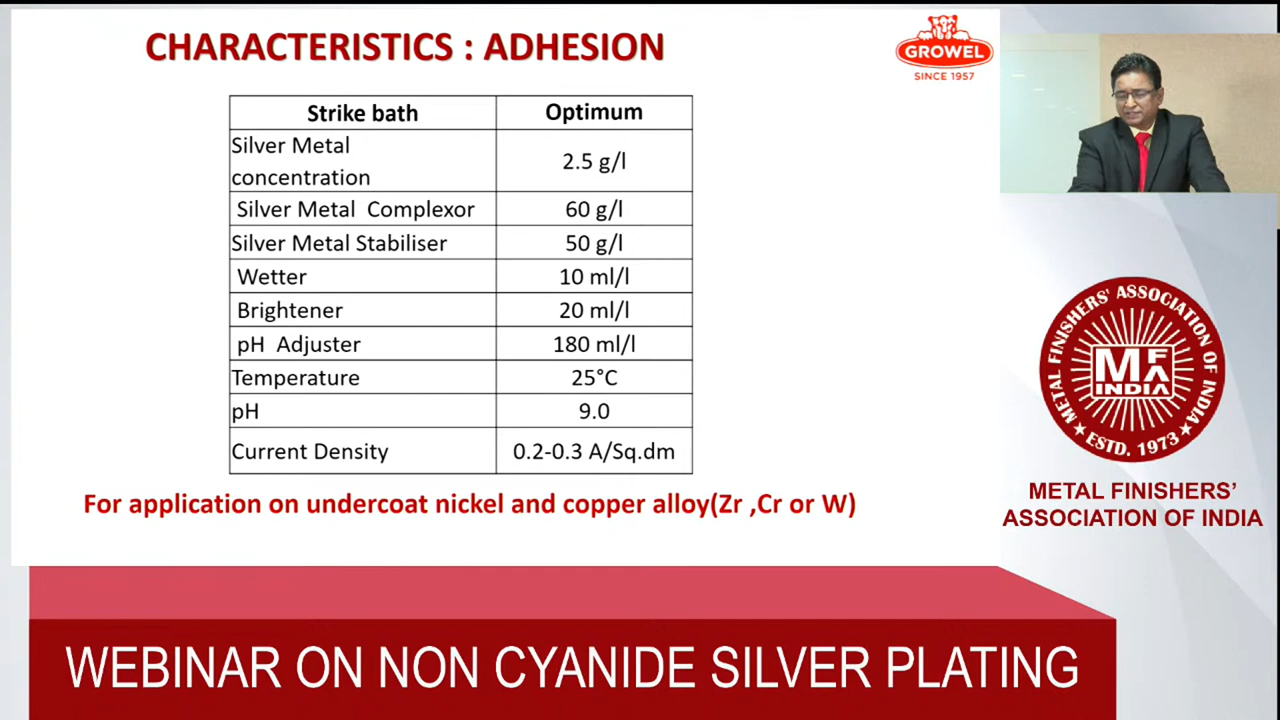 CHARACTERISTICS : ADHESION
GROWEL
SINCE 1957
Strike bath Optimum
Silver Metal
concentration
2.5 g/l
Silver Metal Complexor 60 g/l
Silver Metal Stabiliser 50 g/l
Wetter 10 ml/l
Brightener 20 ml/l
pH Adjuster 180 ml/l
Temperature 25°C
pH 9.0
Current Density 0.2-0.3 A/Sq.dm
For application on undercoat nickel and copper alloy(Zr ,Cr or W)
METAL FINISHERS' ASSOCIATION OF INDIA
MFA
INDIA
★ ESTD. 1973 ★
METAL FINISHERS’
ASSOCIATION OF INDIA
WEBINAR ON NON CYANIDE SILVER PLATING